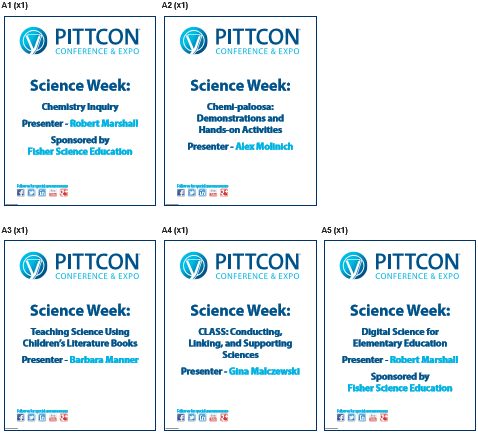 A1 (x1)
PITTCON
CONFERENCE & EXPO
Science Week:
Chemistry Inquiry
Presenter - Robert Marshall
Sponsored by
Fisher Science Education
A2 (x1)
PITTCON
CONFERENCE & EXPO
Science Week:
Chemi-paloosa:
Demonstrations and
Hands-on Activities
Presenter - Alex Molinich
A3 (x1)
PITTCON
CONFERENCE & EXPO
Science Week:
Teaching Science Using
Children's Literature Books
Presenter - Barbara Manner
A4 (x1)
PITTCON
CONFERENCE & EXPO
Science Week:
CLASS: Conducting,
Linking, and Supporting
Sciences
Presenter - Gina Malczewski
A5 (x1)
PITTCON
CONFERENCE & EXPO
Science Week:
Digital Science for
Elementary Education
Presenter - Robert Marshall
Sponsored by
Fisher Science Education